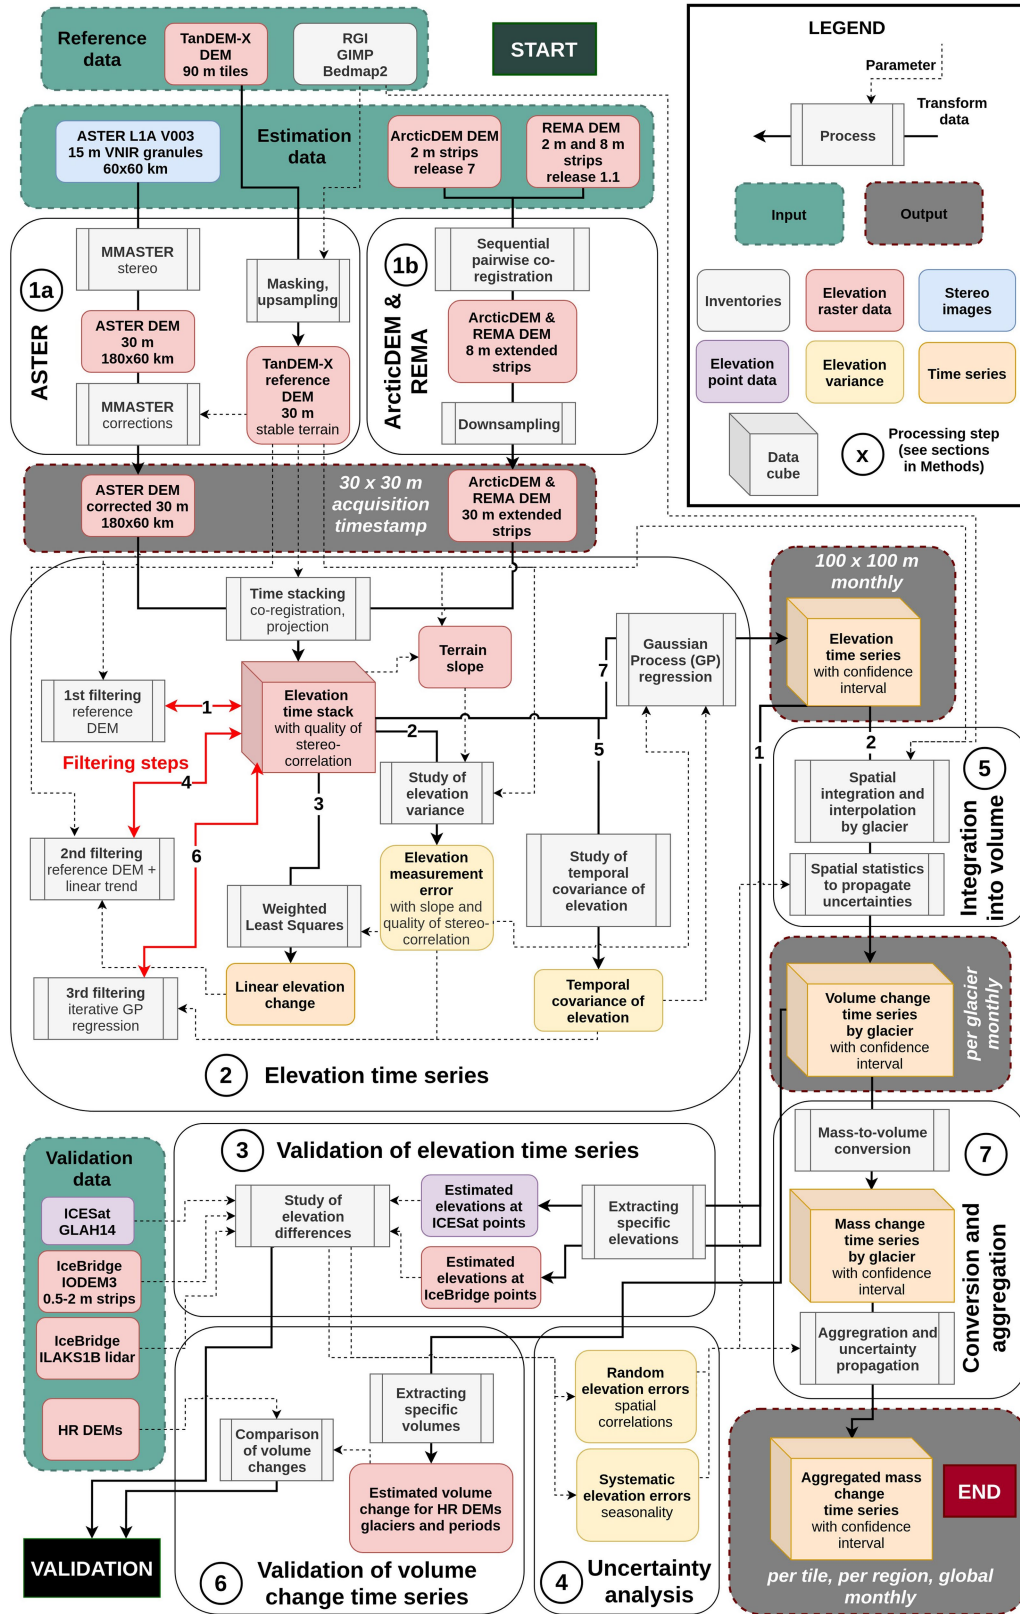 Reference
data
TanDEM-X
DEM
90 m tiles
RGI
GIMP
Bedmap2
START
LEGEND
Parameter
Process
Transform
data
Input
Output
Inventories
Elevation
raster data
Stereo
images
Elevation
point data
Elevation
variance
Time series
Data
cube
x
Processing step
(see sections
in Methods)
ASTER L1A V003
15 m VNIR granules
60x60 km
Estimation
data
ArcticDEM DEM
2 m strips
release 7
REMA DEM
2 m and 8 m
strips
release 1.1
1a
ASTER
MMASTER
stereo
ASTER DEM
30 m
180x60 km
MMASTER
corrections
Masking,
upsampling
TanDEM-X
reference
DEM
30 m
stable terrain
1b
ArcticDEM &
REMA
Sequential
pairwise co-
registration
ArcticDEM &
REMA DEM
8 m extended
strips
Downsampling
ASTER DEM
corrected 30 m
180x60 km
30 x 30 m
acquisition
timestamp
ArcticDEM &
REMA DEM
30 m extended
strips
Time stacking
co-registration,
projection
Terrain
slope
Gaussian
Process (GP)
regression
7
100 x 100 m
monthly
Elevation
time series
with confidence
interval
1st filtering
reference
DEM
1
Elevation
time stack
with quality of
stereo-
correlation
2
Filtering steps
4
3
5
6
Study of
elevation
variance
2nd filtering
reference DEM +
linear trend
Weighted
Least Squares
Elevation
measurement
error
with slope and
quality of stereo-
correlation
Study of
temporal
covariance of
elevation
3rd filtering
iterative GP
regression
Linear elevation
change
Temporal
covariance of
elevation
2
Elevation time series
1
2
Spatial
integration and
interpolation
by glacier
Spatial statistics
to propagate
uncertainties
5
Integration
into volume
Volume change
time series
by glacier
with confidence
interval
per glacier
monthly
Mass-to-volume
conversion
7
Mass change
time series
by glacier
with confidence
interval
Aggregration and
uncertainty
propagation
Conversion and
aggregation
Aggregated mass
change
time series
with confidence
interval
END
per tile, per region, global
monthly
Validation
data
ICESat
GLAH14
IceBridge
IODEM3
0.5-2 m strips
IceBridge
ILAKS1B lidar
HR DEMs
3
Validation of elevation time series
Study of
elevation
differences
Estimated
elevations at
ICESat points
Estimated
elevations at
IceBridge points
Extracting
specific
elevations
Comparison
of volume
changes
Extracting
specific
volumes
Estimated volume
change for HR DEMs
glaciers and periods
6
Validation of volume
change time series
Random
elevation errors
spatial
correlations
Systematic
elevation errors
seasonality
4
Uncertainty
analysis
VALIDATION